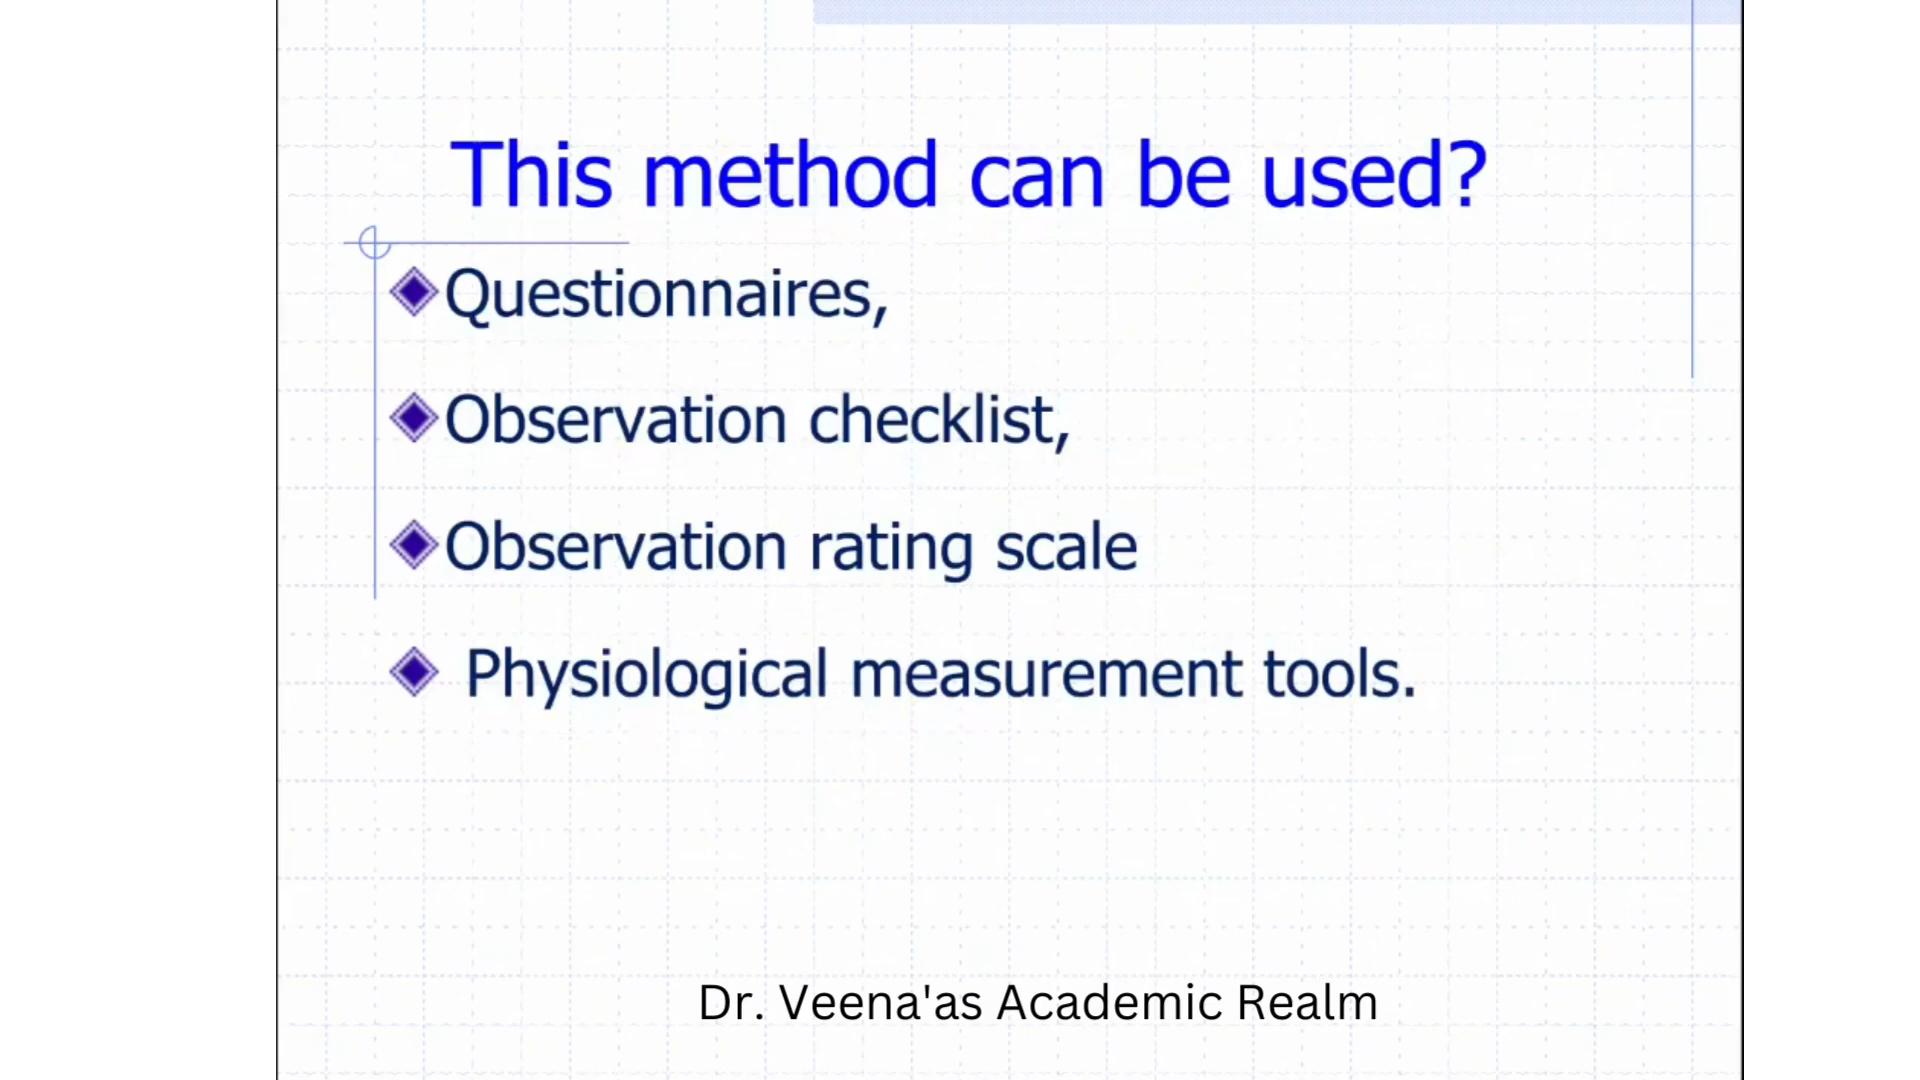 This method can be used?
Questionnaires,
Observation checklist,
Observation rating scale
Physiological measurement tools.
Dr. Veena'as Academic Realm